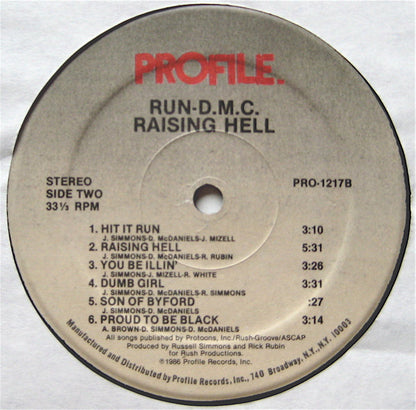 PROFILE.
RUN-D.M.C.
RAISING HELL
STEREO
SIDE TWO
33⅓ RPM
PRO-1217B
1. HIT IT RUN 3:10
J. SIMMONS-D. McDANIELS-J. MIZELL
2. RAISING HELL 5:31
J. SIMMONS-D. McDANIELS-R. RUBIN
3. YOU BE ILLIN' 3:26
J. SIMMONS-J. MIZELL-R. WHITE
4. DUMB GIRL 3:31
J. SIMMONS-D. McDANIELS-R. SIMMONS
5. SON OF BYFORD :27
J. SIMMONS-D. McDANIELS
6. PROUD TO BE BLACK 3:14
A. BROWN-D. SIMMONS-D. McDANIELS
All songs published by Protoons, Inc./Rush-Groove/ASCAP
Produced by Russell Simmons and Rick Rubin
for Rush Productions.
©1986 Profile Records, Inc.
Manufactured and Distributed by Profile Records, Inc., 740 Broadway, N.Y., N.Y. 10003